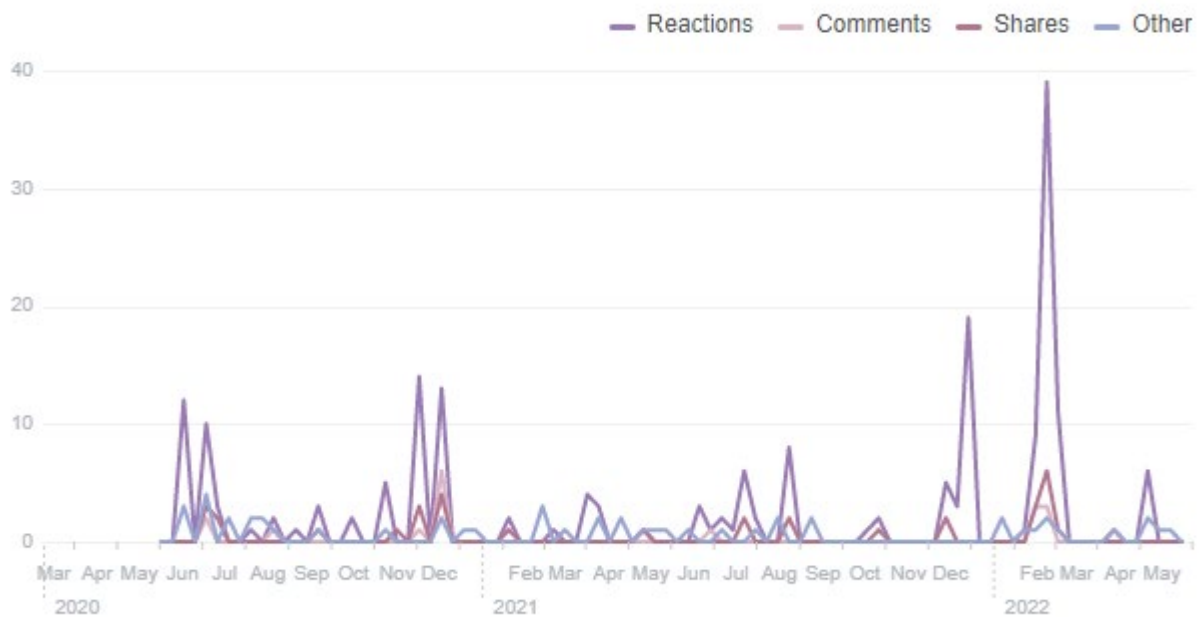 Reactions Comments Shares Other
40
30
20
10
0
Mar Apr May Jun Jul Aug Sep Oct Nov Dec Feb Mar Apr May Jun Jul Aug Sep Oct Nov Dec Feb Mar Apr May
2020 2021 2022